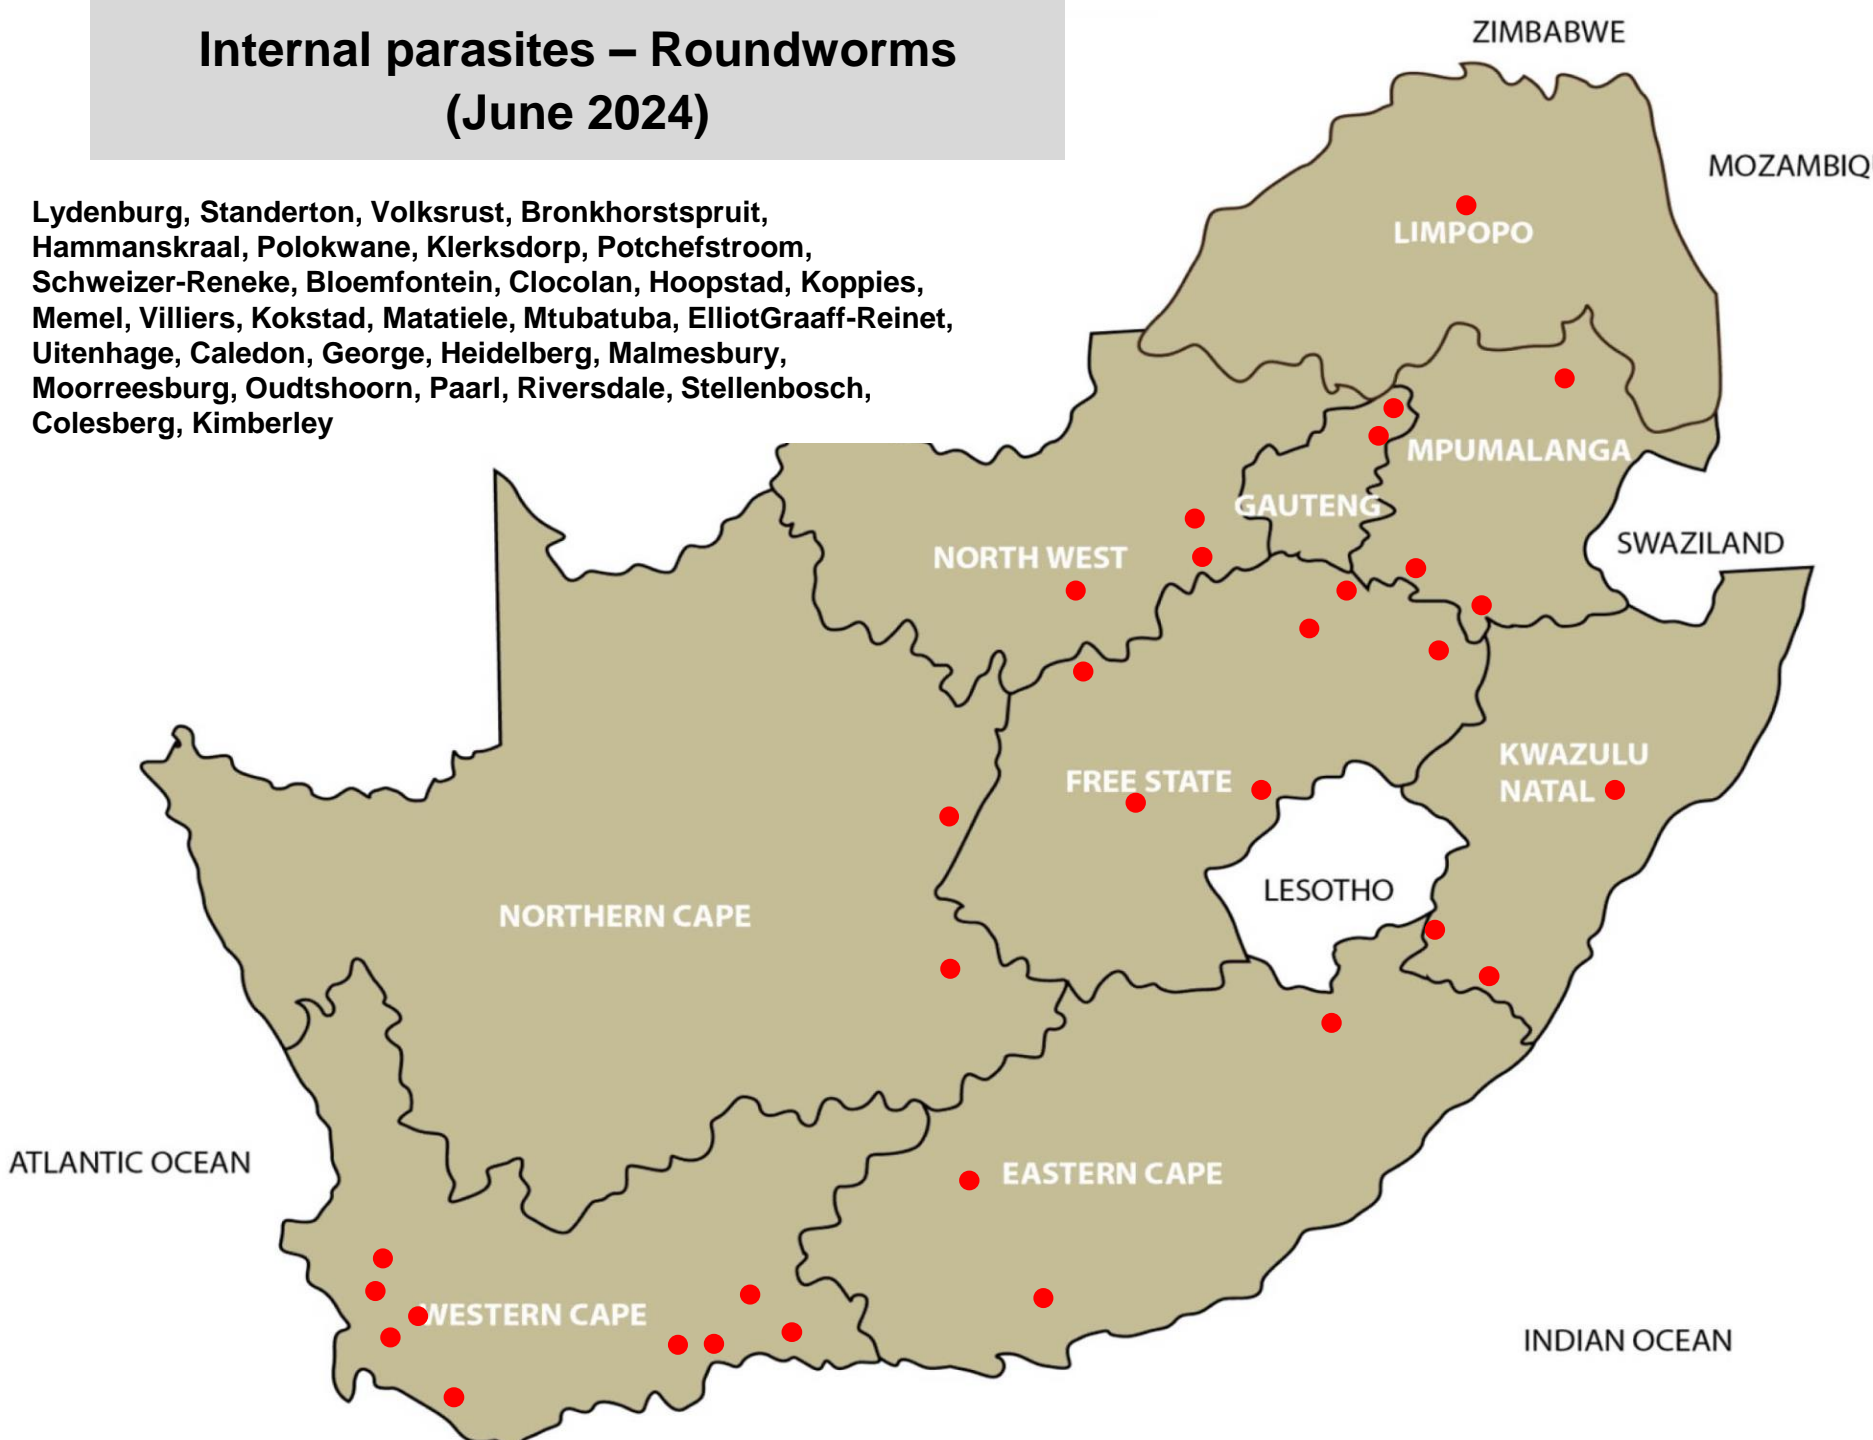 Internal parasites – Roundworms
(June 2024)
Lydenburg, Standerton, Volksrust, Bronkhorstspruit,
Hammanskraal, Polokwane, Klerksdorp, Potchefstroom,
Schweizer-Reneke, Bloemfontein, Clocolan, Hoopstad, Koppies,
Memel, Villiers, Kokstad, Matatiele, Mtubatuba, ElliotGraaff-Reinet,
Uitenhage, Caledon, George, Heidelberg, Malmesbury,
Moorreesburg, Oudtshoorn, Paarl, Riversdale, Stellenbosch,
Colesberg, Kimberley
ZIMBABWE
MOZAMBIQ
LIMPOPO
MPUMALANGA
GAUTENG
SWAZILAND
NORTH WEST
KWAZULU
NATAL
FREE STATE
LESOTHO
NORTHERN CAPE
ATLANTIC OCEAN
EASTERN CAPE
WESTERN CAPE
INDIAN OCEAN